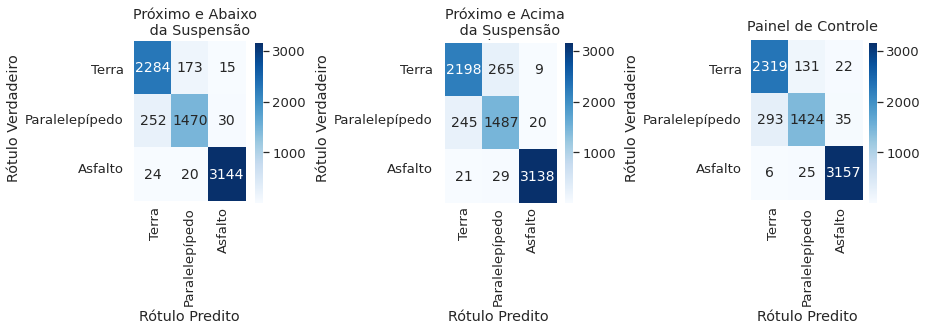 Próximo e Abaixo
da Suspensão
Rótulo Verdadeiro
Terra
Paralelepípedo
Asfalto
2284 173 15
252 1470 30
24 20 3144
3000
2000
1000
Terra
Paralelepípedo
Asfalto
Rótulo Predito
Próximo e Acima
da Suspensão
Rótulo Verdadeiro
Terra
Paralelepípedo
Asfalto
2198 265 9
245 1487 20
21 29 3138
3000
2000
1000
Terra
Paralelepípedo
Asfalto
Rótulo Predito
Painel de Controle
Rótulo Verdadeiro
Terra
Paralelepípedo
Asfalto
2319 131 22
293 1424 35
6 25 3157
3000
2000
1000
Terra
Paralelepípedo
Asfalto
Rótulo Predito